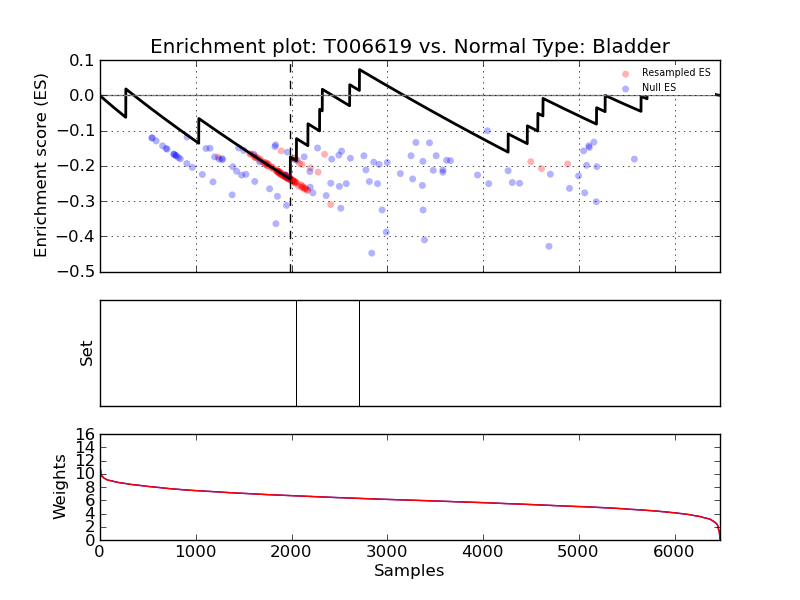 Enrichment plot: T006619 vs. Normal Type: Bladder
Enrichment score (ES)
0.1
0.0
−0.1
−0.2
−0.3
−0.4
−0.5
Resampled ES
Null ES
Set
Weights
16
14
12
10
8
6
4
2
0
0 1000 2000 3000 4000 5000 6000
Samples